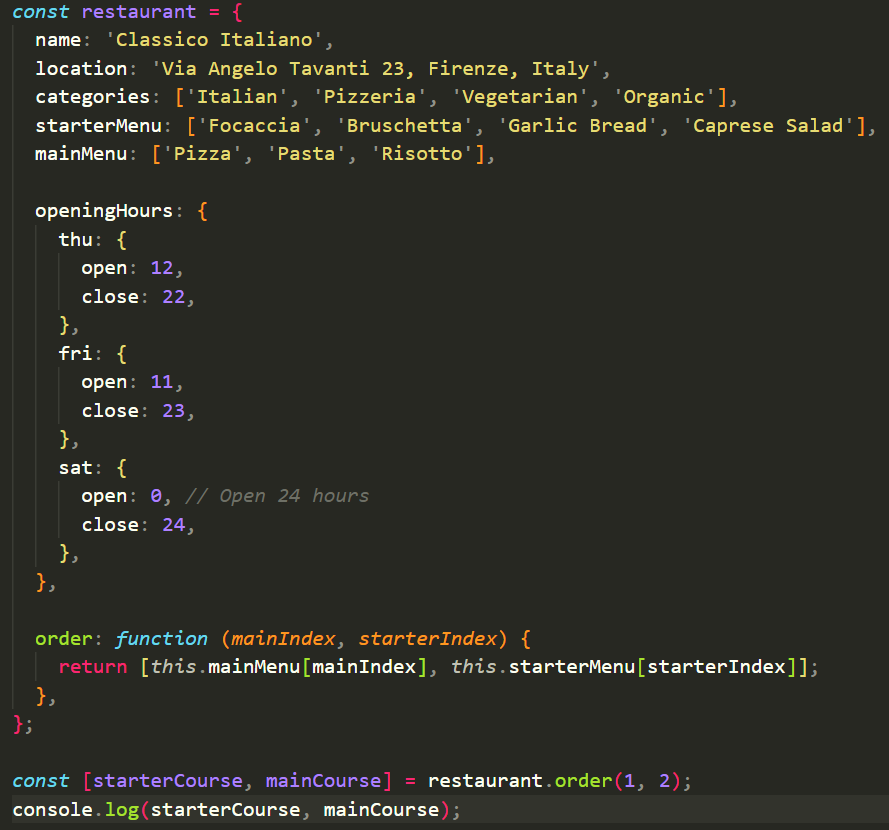 const restaurant = {
  name: 'Classico Italiano',
  location: 'Via Angelo Tavanti 23, Firenze, Italy',
  categories: ['Italian', 'Pizzeria', 'Vegetarian', 'Organic'],
  starterMenu: ['Focaccia', 'Bruschetta', 'Garlic Bread', 'Caprese Salad'],
  mainMenu: ['Pizza', 'Pasta', 'Risotto'],

  openingHours: {
    thu: {
      open: 12,
      close: 22,
    },
    fri: {
      open: 11,
      close: 23,
    },
    sat: {
      open: 0, // Open 24 hours
      close: 24,
    },
  },

  order: function (mainIndex, starterIndex) {
    return [this.mainMenu[mainIndex], this.starterMenu[starterIndex]];
  },
};

const [starterCourse, mainCourse] = restaurant.order(1, 2);
console.log(starterCourse, mainCourse);